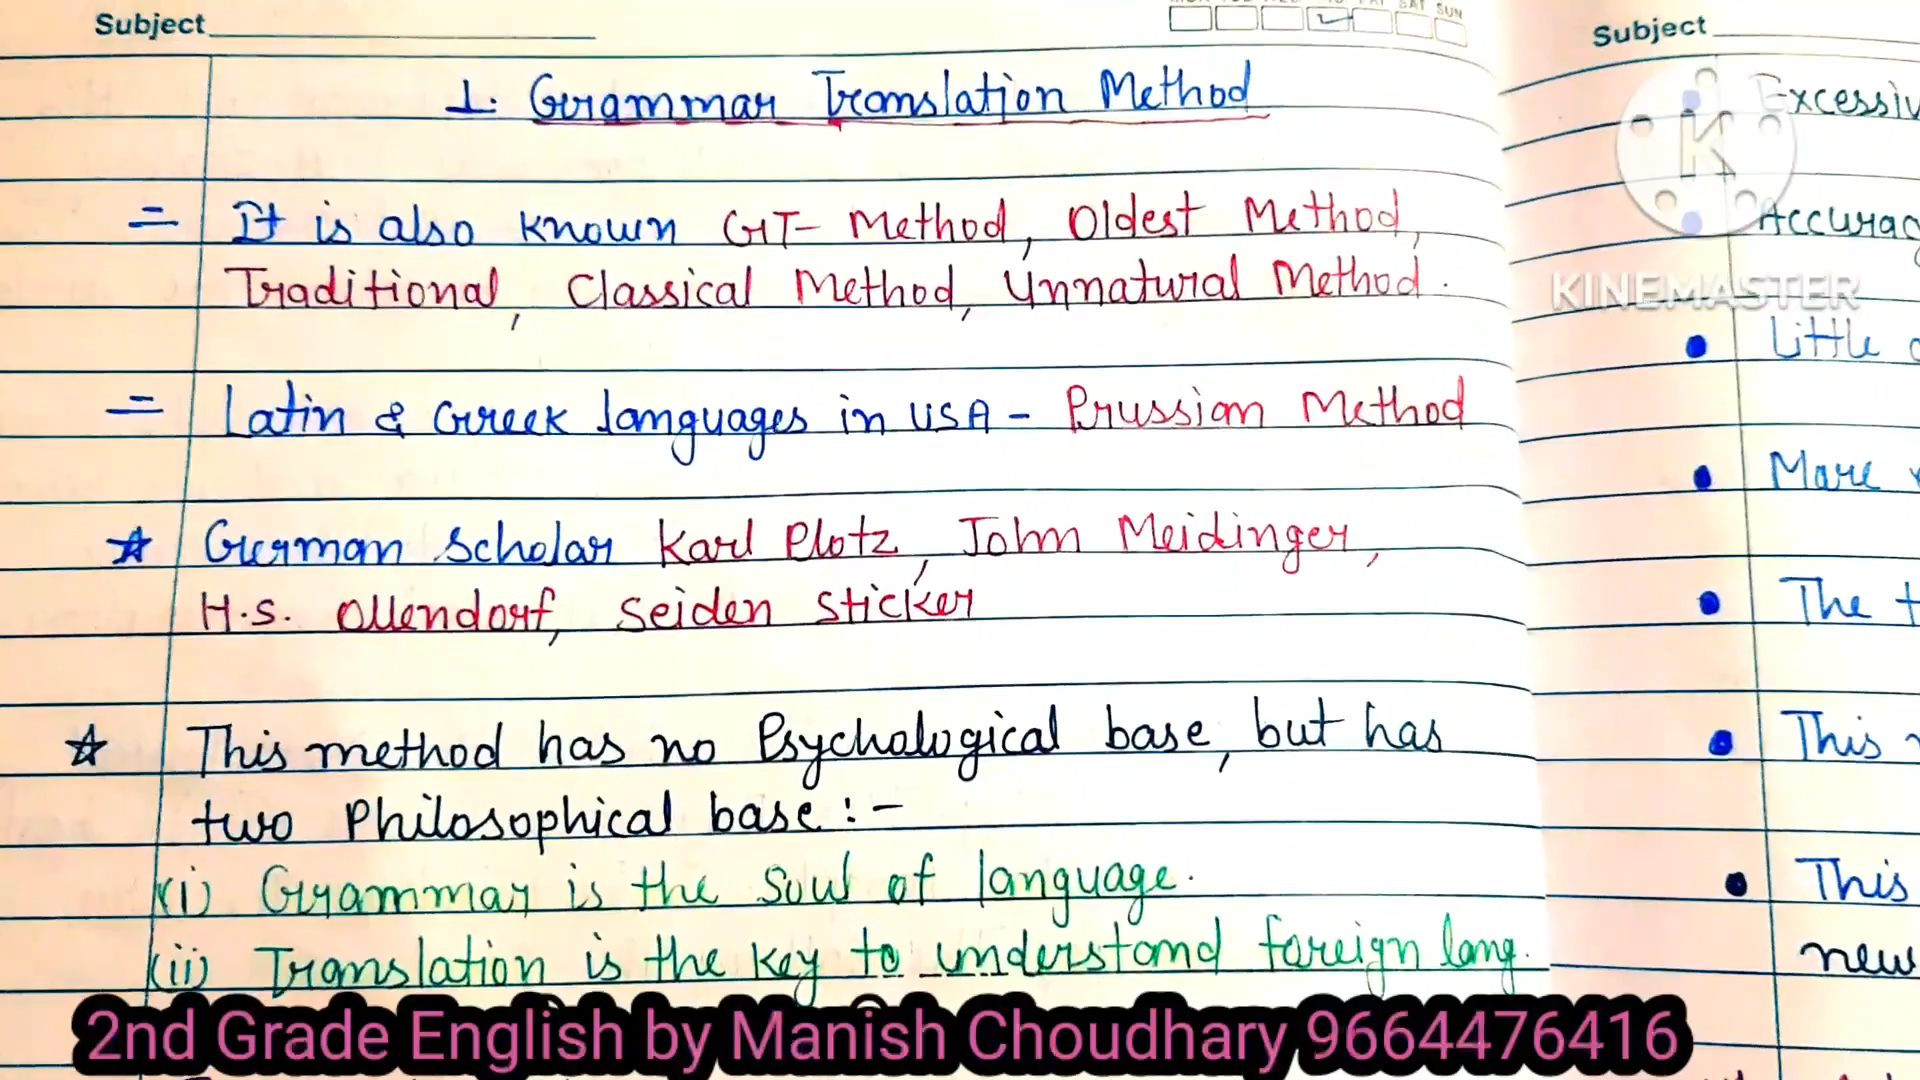 Subject
SAT SUN
1. Grammar Translation Method
= It is also known GT- Method, Oldest Method,
Traditional, Classical Method, Unnatural Method.
= Latin & Greek languages in USA - Prussian Method
☆ German scholar Karl Plotz, John Meidinger,
H.S. Ollendorf, Seiden Sticker
☆ This method has no Psychological base, but has
two Philosophical base :-
(i) Grammar is the soul of language.
(ii) Translation is the key to understand foreign lang.
Subject
KINEMASTER
• Little
•
• The
• This
• This
new
2nd Grade English by Manish Choudhary 9664476416